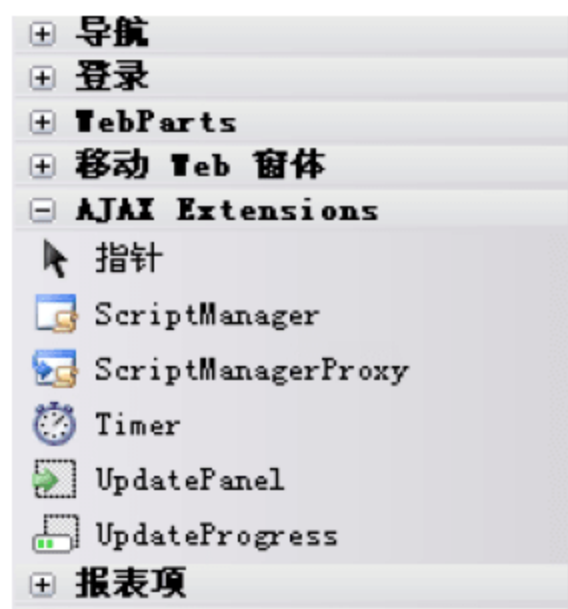 导航
登录
WebParts
移动 Web 窗体
AJAX Extensions
指针
ScriptManager
ScriptManagerProxy
Timer
UpdatePanel
UpdateProgress
报表项